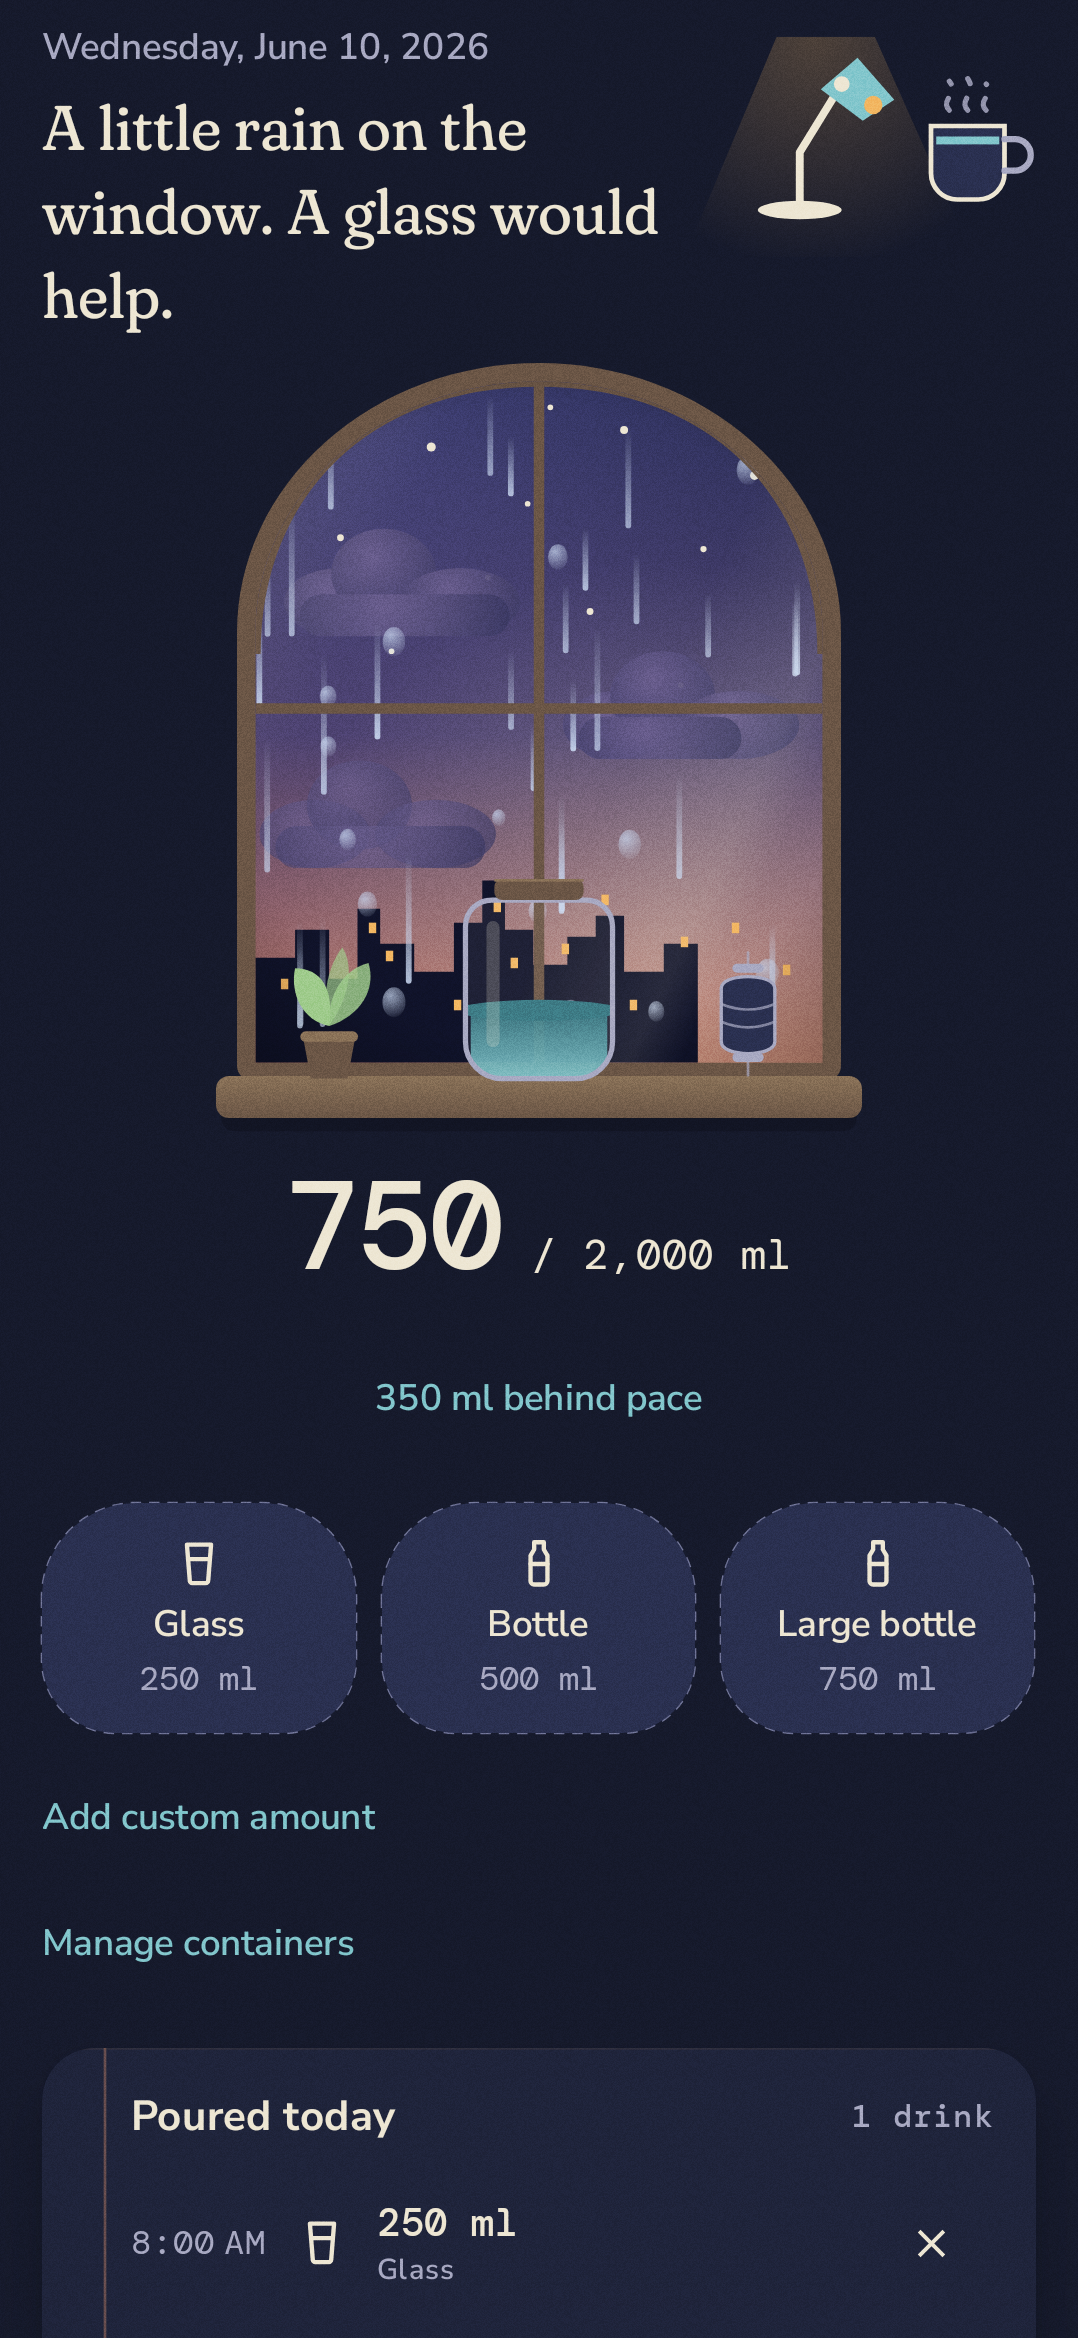 Wednesday, June 10, 2026
A little rain on the
window. A glass would
help.
750 / 2,000 ml
350 ml behind pace
Glass
250 ml
Bottle
500 ml
Large bottle
750 ml
Add custom amount
Manage containers
Poured today
1 drink
8:00 AM
250 ml
Glass